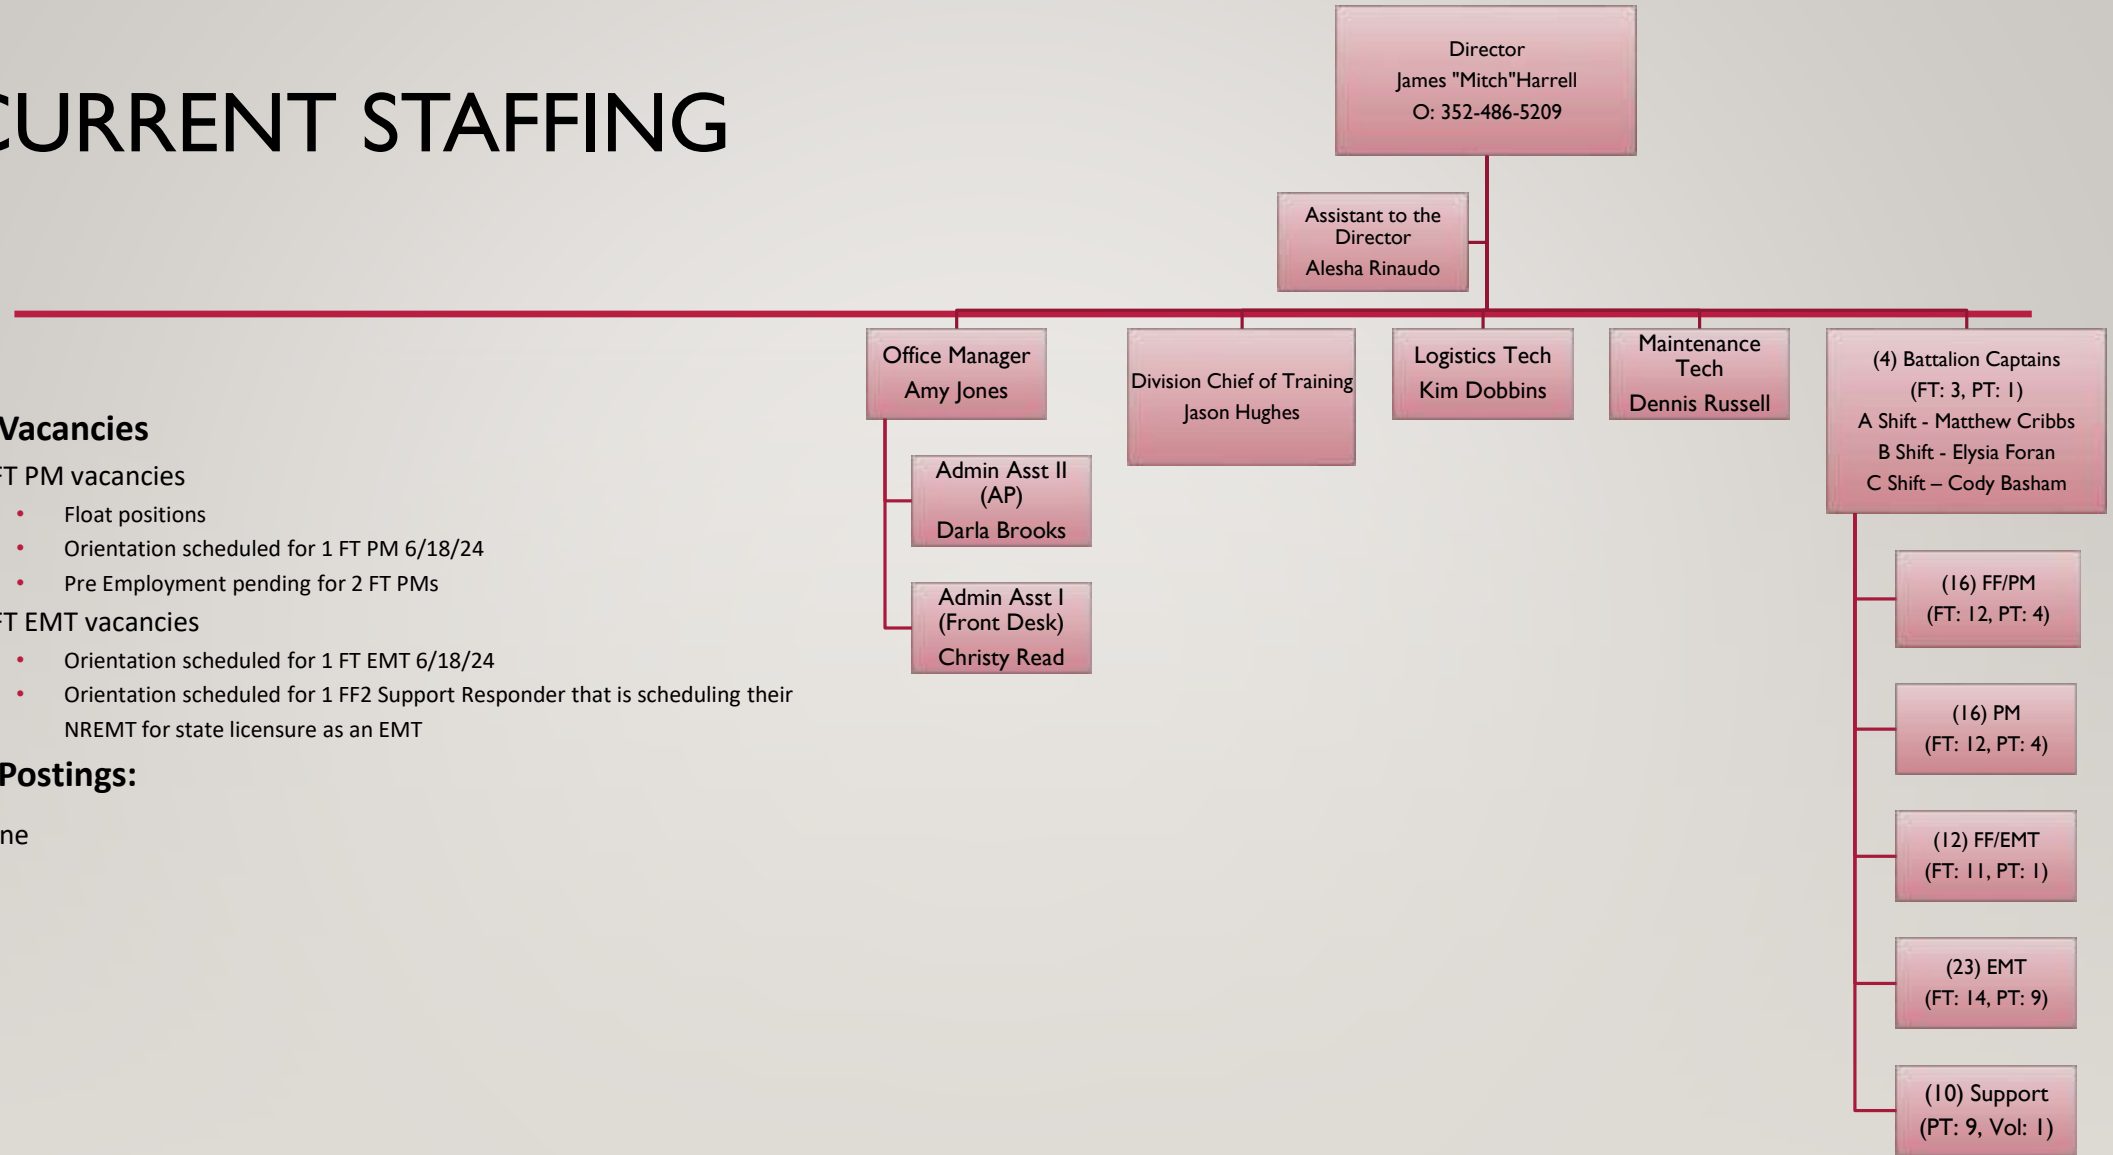 CURRENT STAFFING
Vacancies
FT PM vacancies
• Float positions
• Orientation scheduled for 1 FT PM 6/18/24
• Pre Employment pending for 2 FT PMs
FT EMT vacancies
• Orientation scheduled for 1 FT EMT 6/18/24
• Orientation scheduled for 1 FF2 Support Responder that is scheduling their
NREMT for state licensure as an EMT
Postings:
ne
Director
James "Mitch"Harrell
O: 352-486-5209
Assistant to the
Director
Alesha Rinaudo
Office Manager
Amy Jones
Admin Asst II
(AP)
Darla Brooks
Admin Asst I
(Front Desk)
Christy Read
Division Chief of Training
Jason Hughes
Logistics Tech
Kim Dobbins
Maintenance
Tech
Dennis Russell
(4) Battalion Captains
(FT: 3, PT: 1)
A Shift - Matthew Cribbs
B Shift - Elysia Foran
C Shift – Cody Basham
(16) FF/PM
(FT: 12, PT: 4)
(16) PM
(FT: 12, PT: 4)
(12) FF/EMT
(FT: 11, PT: 1)
(23) EMT
(FT: 14, PT: 9)
(10) Support
(PT: 9, Vol: 1)